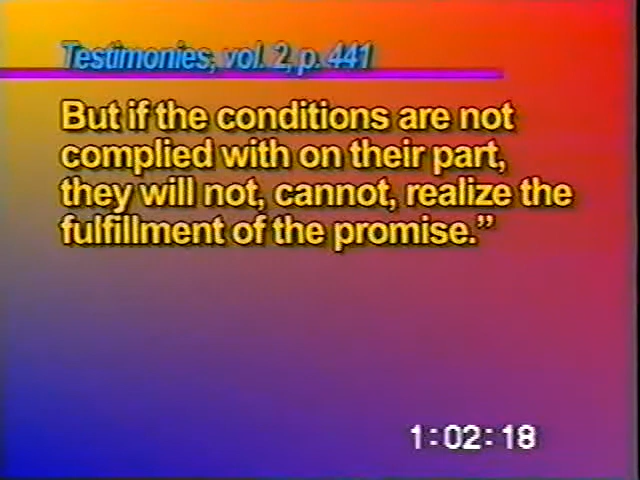 Testimonies, vol. 2, p. 441
But if the conditions are not
complied with on their part,
they will not, cannot, realize the
fulfillment of the promise.”
1:02:18